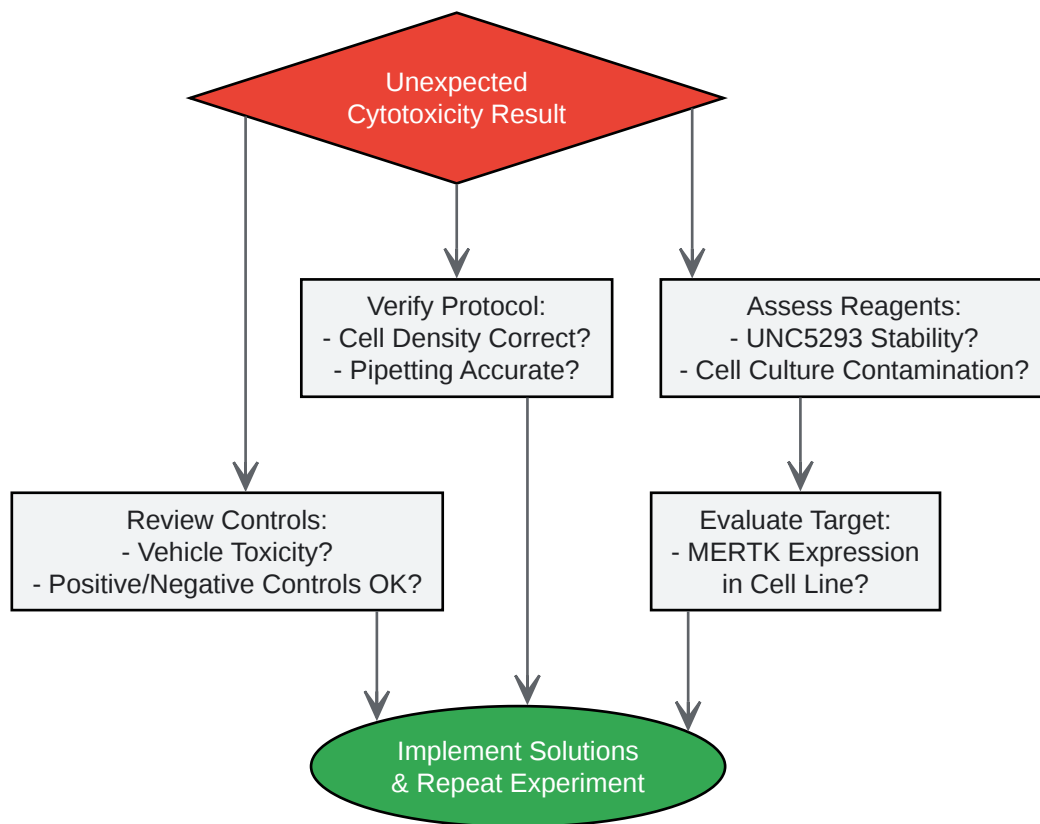 Unexpected
Cytotoxicity Result
Verify Protocol:
- Cell Density Correct?
- Pipetting Accurate?
Assess Reagents:
- UNC5293 Stability?
- Cell Culture Contamination?
Review Controls:
- Vehicle Toxicity?
- Positive/Negative Controls OK?
Evaluate Target:
- MERTK Expression
in Cell Line?
Implement Solutions
& Repeat Experiment